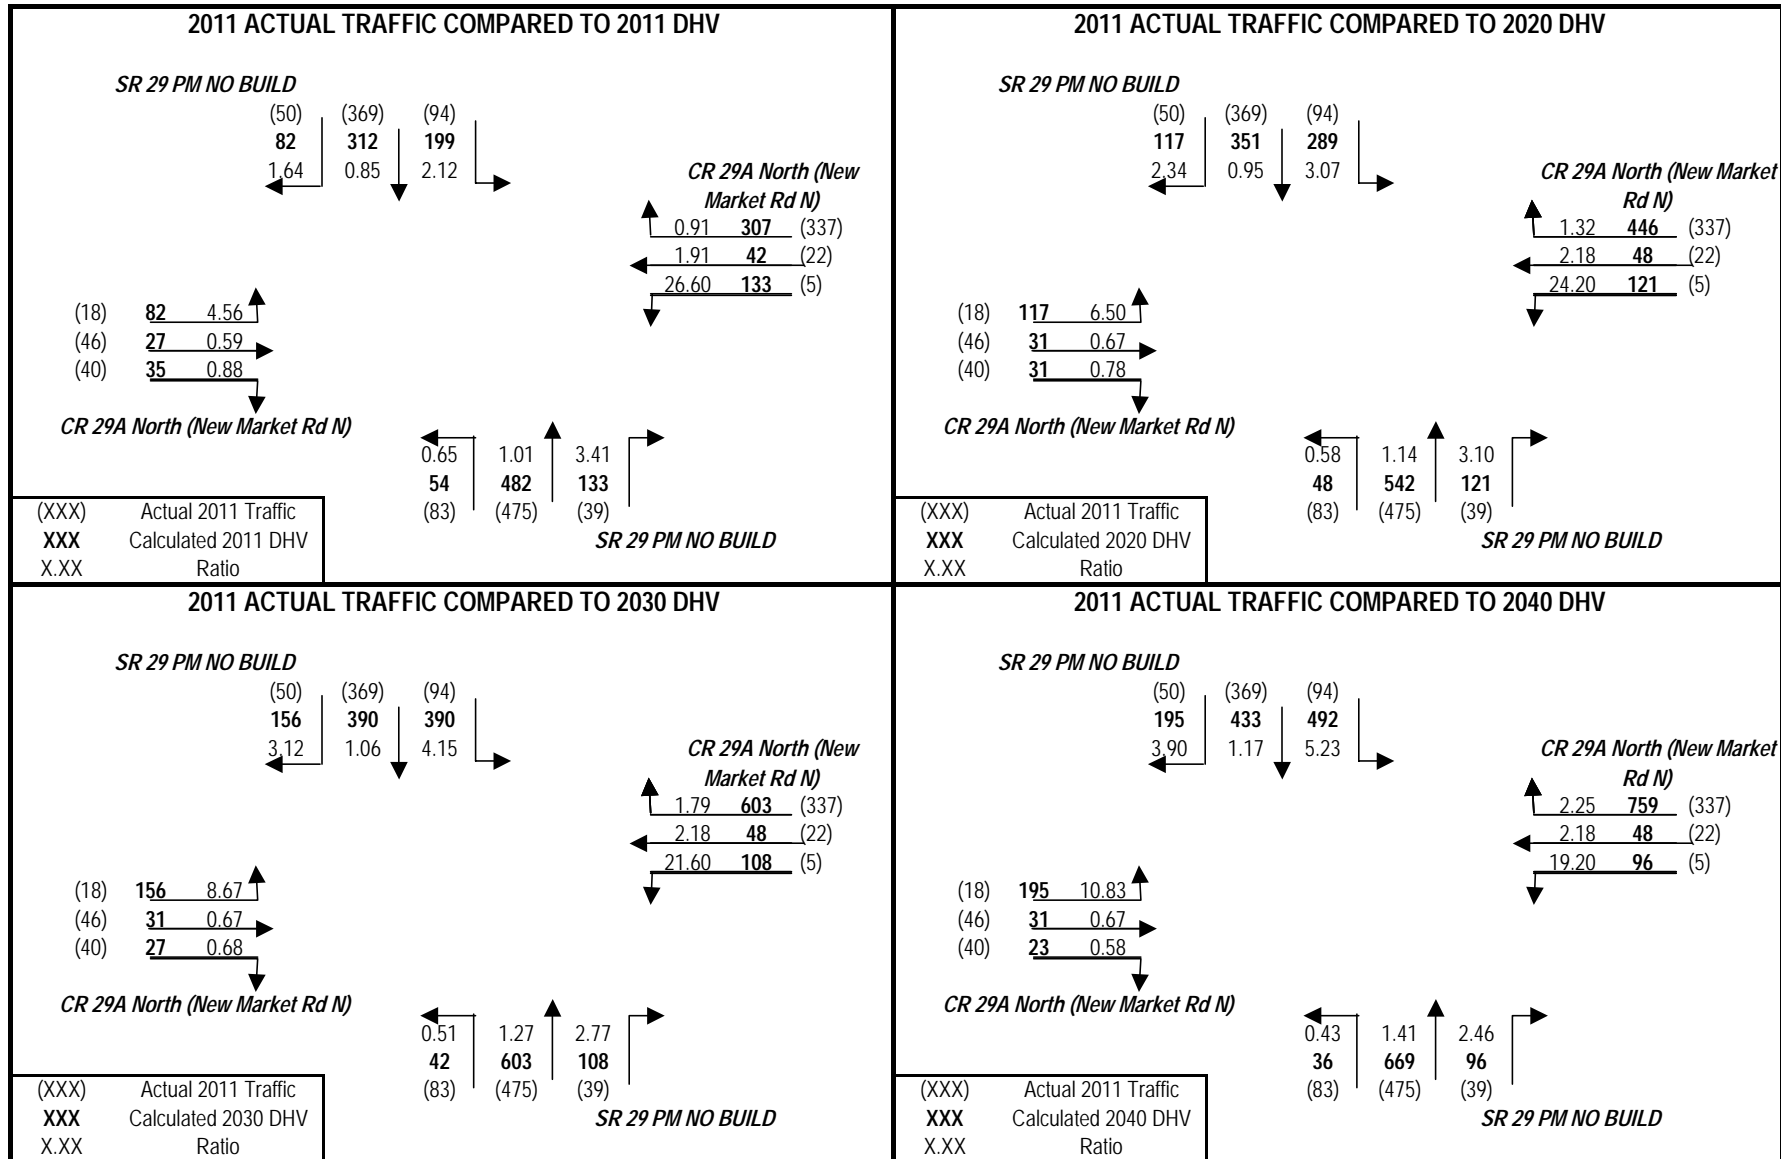 2011 ACTUAL TRAFFIC COMPARED TO 2011 DHV
SR 29 PM NO BUILD
(50) (369) (94)
82 312 199
1.64 0.85 2.12
CR 29A North (New
Market Rd N)
0.91 307 (337)
1.91 42 (22)
26.60 133 (5)
(18) 82 4.56
(46) 27 0.59
(40) 35 0.88
CR 29A North (New Market Rd N)
0.65 1.01 3.41
54 482 133
(83) (475) (39)
SR 29 PM NO BUILD
(XXX) Actual 2011 Traffic
XXX Calculated 2011 DHV
X.XX Ratio
2011 ACTUAL TRAFFIC COMPARED TO 2020 DHV
SR 29 PM NO BUILD
(50) (369) (94)
117 351 289
2.34 0.95 3.07
CR 29A North (New Market
Rd N)
1.32 446 (337)
2.18 48 (22)
24.20 121 (5)
(18) 117 6.50
(46) 31 0.67
(40) 31 0.78
CR 29A North (New Market Rd N)
0.58 1.14 3.10
48 542 121
(83) (475) (39)
SR 29 PM NO BUILD
(XXX) Actual 2011 Traffic
XXX Calculated 2020 DHV
X.XX Ratio
2011 ACTUAL TRAFFIC COMPARED TO 2030 DHV
SR 29 PM NO BUILD
(50) (369) (94)
156 390 390
3.12 1.06 4.15
CR 29A North (New
Market Rd N)
1.79 603 (337)
2.18 48 (22)
21.60 108 (5)
(18) 156 8.67
(46) 31 0.67
(40) 27 0.68
CR 29A North (New Market Rd N)
0.51 1.27 2.77
42 603 108
(83) (475) (39)
SR 29 PM NO BUILD
(XXX) Actual 2011 Traffic
XXX Calculated 2030 DHV
X.XX Ratio
2011 ACTUAL TRAFFIC COMPARED TO 2040 DHV
SR 29 PM NO BUILD
(50) (369) (94)
195 433 492
3.90 1.17 5.23
CR 29A North (New Market
Rd N)
2.25 759 (337)
2.18 48 (22)
19.20 96 (5)
(18) 195 10.83
(46) 31 0.67
(40) 23 0.58
CR 29A North (New Market Rd N)
0.43 1.41 2.46
36 669 96
(83) (475) (39)
SR 29 PM NO BUILD
(XXX) Actual 2011 Traffic
XXX Calculated 2040 DHV
X.XX Ratio